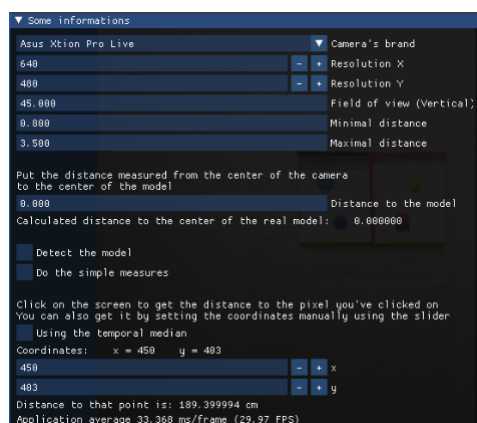 ▼ Some informations
Asus Xtion Pro Live ▼ Camera's brand
640 - + Resolution X
480 - + Resolution Y
45.000 Field of view (Vertical)
0.800 Minimal distance
3.500 Maximal distance
Put the distance measured from the center of the camera
to the center of the model
0.000 Distance to the model
Calculated distance to the center of the real model: 0.000000
Detect the model
Do the simple measures
Click on the screen to get the distance to the pixel you've clicked on
You can also get it by setting the coordinates manually using the slider
Using the temporal median
Coordinates: x = 450 y = 403
450 - + x
403 - + y
Distance to that point is: 189.399994 cm
Application average 33.368 ms/frame (29.97 FPS)